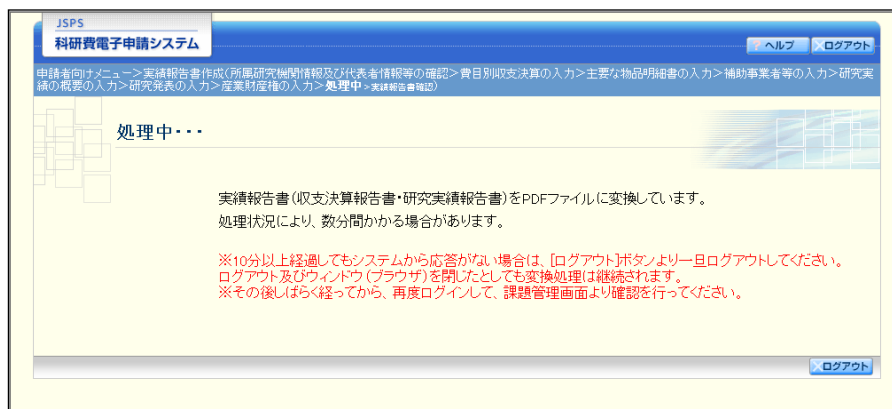 JSPS
科研費電子申請システム
ヘルプ ログアウト
申請者向けメニュー>実績報告書作成(所属研究機関情報及び代表者情報等の確認>費目別収支決算の入力>主要な物品明細書の入力>補助事業者等の入力>研究実
績の概要の入力>研究発表の入力>産業財産権の入力>処理中>実績報告書確認)
処理中・・・
実績報告書(収支決算報告書・研究実績報告書)をPDFファイルに変換しています。
処理状況により、数分間かかる場合があります。
※10分以上経過してもシステムから応答がない場合は、[ログアウト]ボタンより一旦ログアウトしてください。
ログアウト及びウィンドウ(ブラウザ)を閉じたとしても変換処理は継続されます。
※その後しばらく経ってから、再度ログインして、課題管理画面より確認を行ってください。
ログアウト